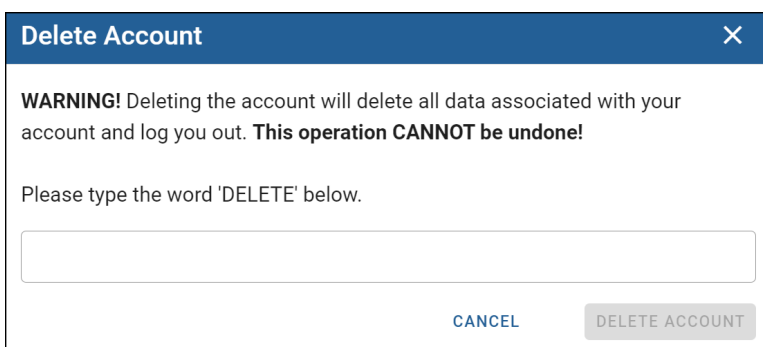 Delete Account
WARNING! Deleting the account will delete all data associated with your
account and log you out. This operation CANNOT be undone!
Please type the word 'DELETE' below.
CANCEL DELETE ACCOUNT